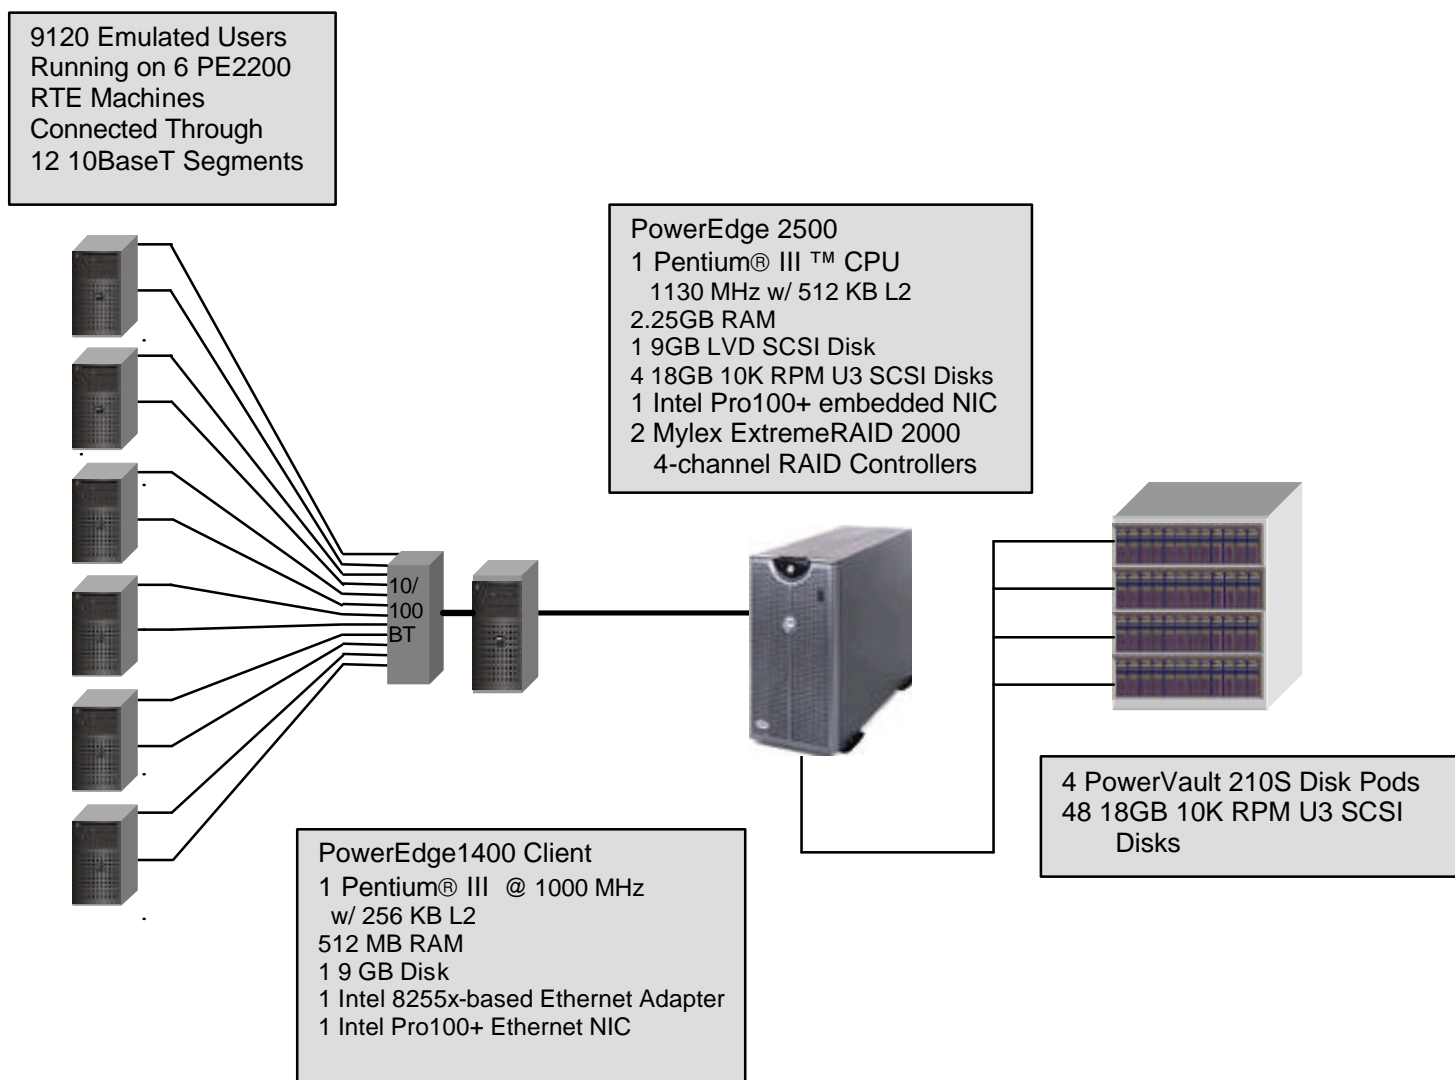 9120 Emulated Users
Running on 6 PE2200
RTE Machines
Connected Through
12 10BaseT Segments
PowerEdge 2500
1 Pentium® III ™ CPU
1130 MHz w/ 512 KB L2
2.25GB RAM
1 9GB LVD SCSI Disk
4 18GB 10K RPM U3 SCSI Disks
1 Intel Pro100+ embedded NIC
2 Mylex ExtremeRAID 2000
4-channel RAID Controllers
10/
100
BT
4 PowerVault 210S Disk Pods
48 18GB 10K RPM U3 SCSI
Disks
PowerEdge1400 Client
1 Pentium® III @ 1000 MHz
w/ 256 KB L2
512 MB RAM
1 9 GB Disk
1 Intel 8255x-based Ethernet Adapter
1 Intel Pro100+ Ethernet NIC